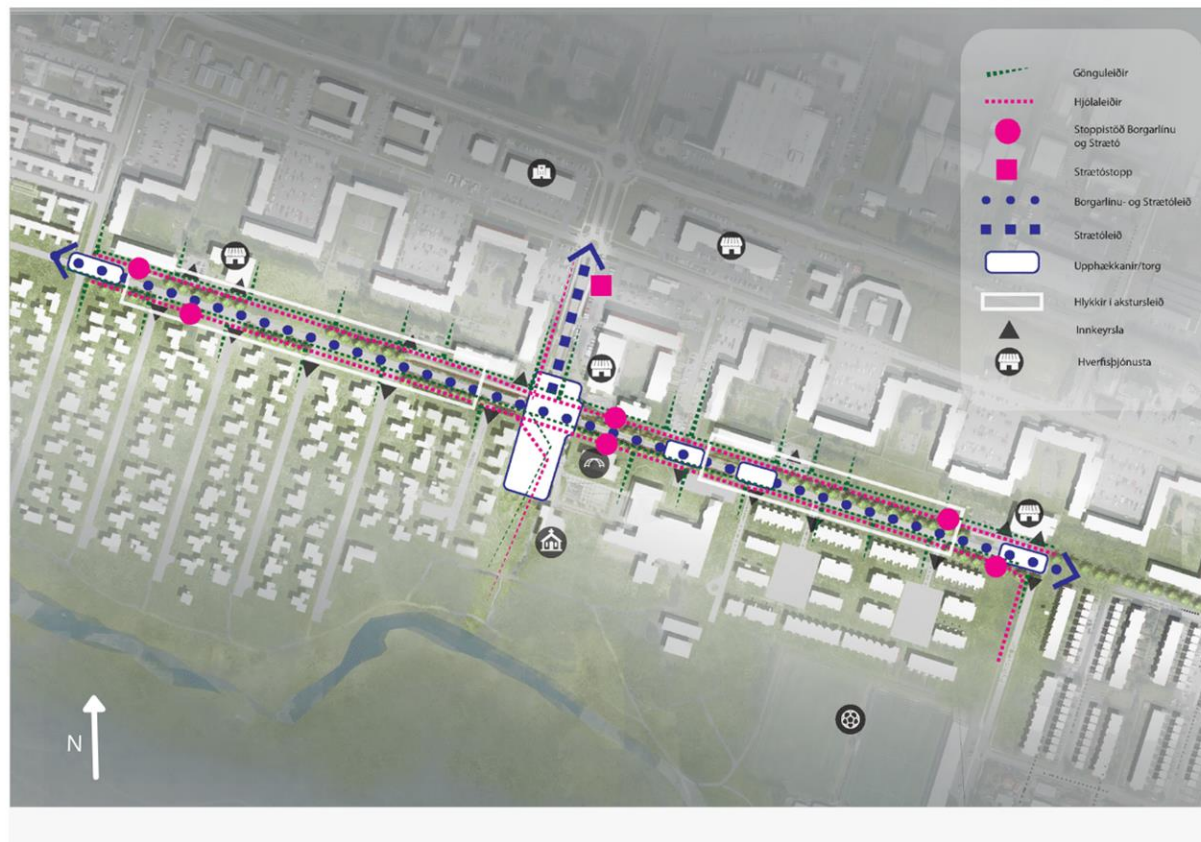 Gönguleiðir
Hjólaleiðir
Stoppistöð Borgarlínu
og Strætó
Strætóstopp
Borgarlínu- og Strætóleið
Strætóleið
Upphækkanir/torg
Hlykkir í akstursleið
Innkeyrsla
Hverfisþjónusta
N